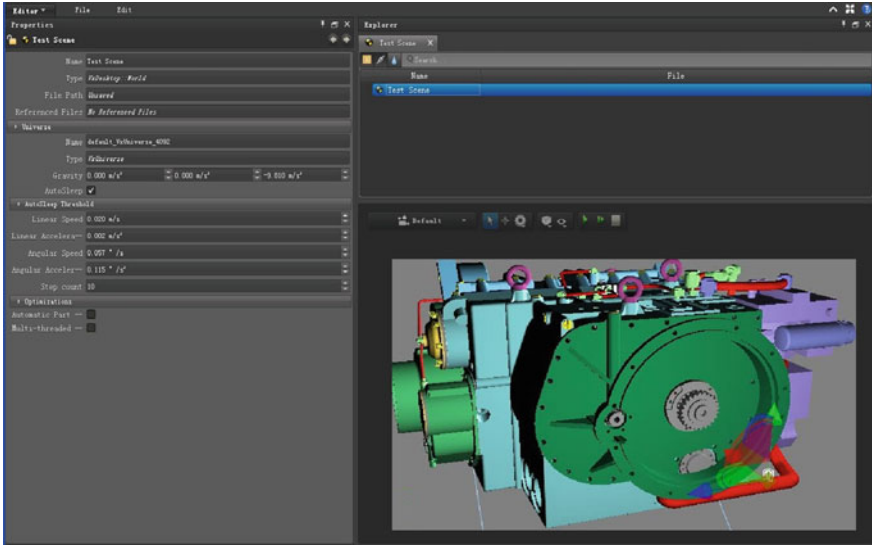 Editor File Edit
Properties
Test Scene
Name Test Scene
Type VxDesktop::World
File Path Unsaved
Referenced Files No Referenced Files
Universe
Name default_VxUniverse_4092
Type VxUniverse
Gravity 0.000 m/s² 0.000 m/s² -9.810 m/s²
AutoSleep
AutoSleep Threshold
Linear Speed 0.020 m/s
Linear Accelera… 0.002 m/s²
Angular Speed 0.057 °/s
Angular Acceler… 0.115 °/s²
Step count 10
Optimizations
Automatic Part …
Multi-threaded …
Explorer
Test Scene X
Search...
Name File
Test Scene
Default